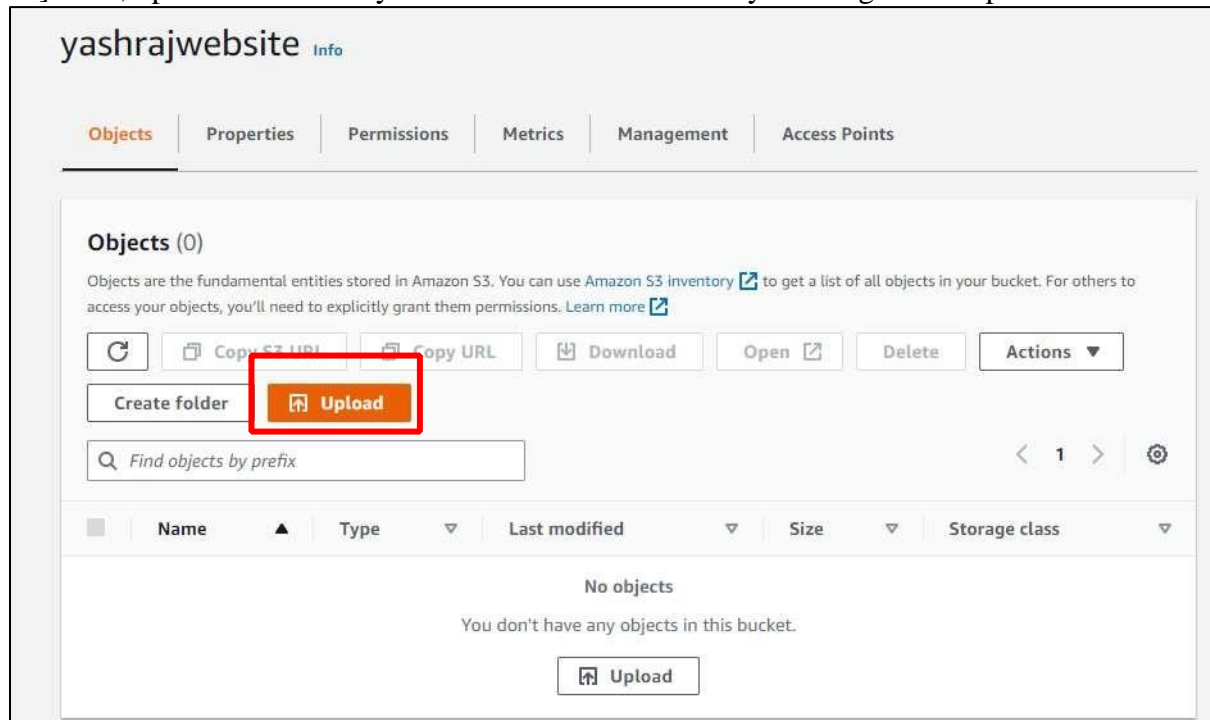 yashrajwebsite Info
Objects Properties Permissions Metrics Management Access Points
Objects (0)
Objects are the fundamental entities stored in Amazon S3. You can use Amazon S3 inventory to get a list of all objects in your bucket. For others to
access your objects, you'll need to explicitly grant them permissions. Learn more
Copy S3 URI Copy URL Download Open Delete Actions
Create folder Upload
Find objects by prefix
1
Name Type Last modified Size Storage class
No objects
You don't have any objects in this bucket.
Upload